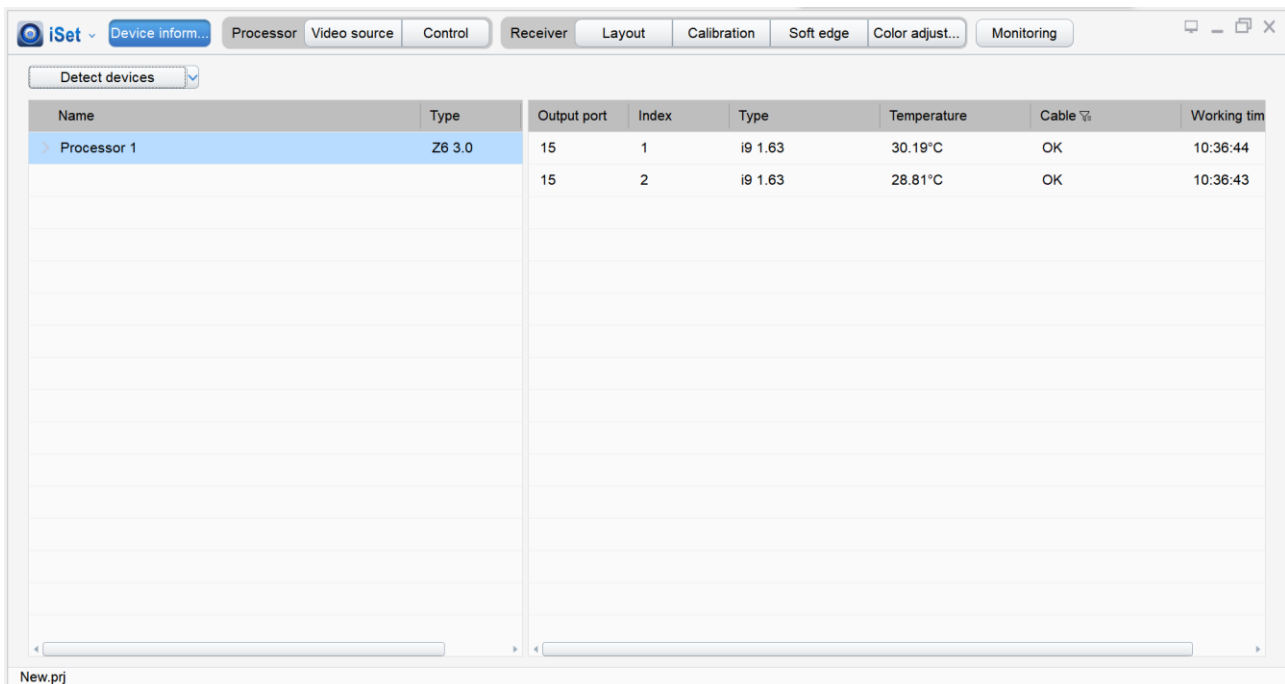 iSet Device inform... Processor Video source Control Receiver Layout Calibration Soft edge Color adjust... Monitoring
Detect devices
Name Type Output port Index Type Temperature Cable Working tim
Processor 1 Z6 3.0 15 1 i9 1.63 30.19°C OK 10:36:44
15 2 i9 1.63 28.81°C OK 10:36:43
New.prj